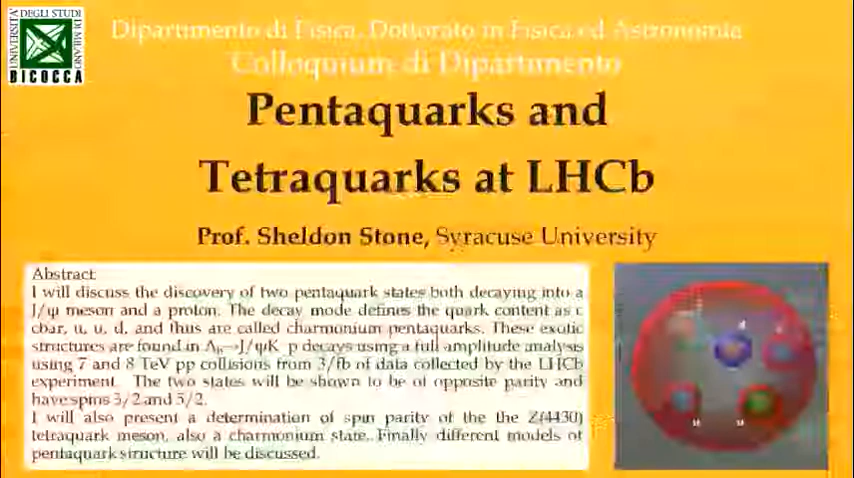 UNIVERSITÀ DEGLI STUDI DI MILANO
BICOCCA
Dipartimento di Fisica, Dottorato in Fisica ed Astronomia
Colloquium di Dipartimento
Pentaquarks and
Tetraquarks at LHCb
Prof. Sheldon Stone, Syracuse University
Abstract
I will discuss the discovery of two pentaquark states both decaying into a
J/ψ meson and a proton. The decay mode defines the quark content as c
cbar, u, u, d, and thus are called charmonium pentaquarks. These exotic
structures are found in Λb→J/ψK⁻p decays using a full amplitude analysis
using 7 and 8 TeV pp collisions from 3/fb of data collected by the LHCb
experiment. The two states will be shown to be of opposite parity and
have spins 3/2 and 5/2.
I will also present a determination of spin parity of the the Z(4430)
tetraquark meson, also a charmonium state. Finally different models of
pentaquark structure will be discussed.
d
u u